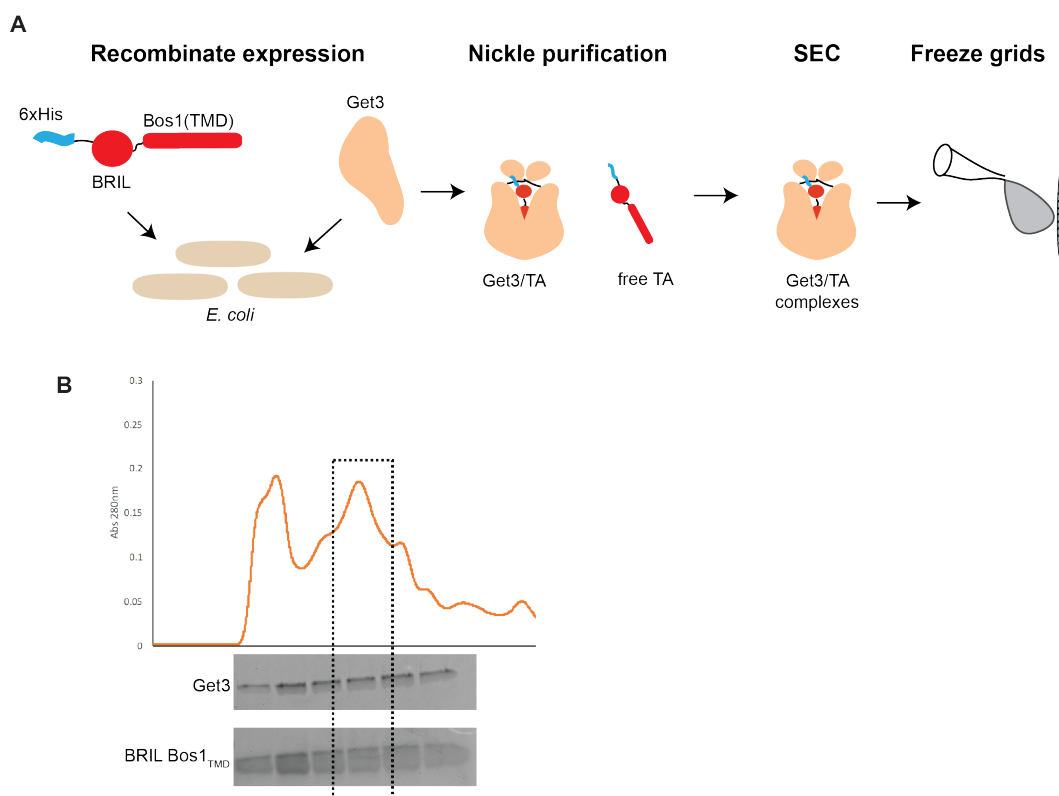 A
Recombinate expression
Nickle purification
SEC
Freeze grids
6xHis
Bos1(TMD)
BRIL
Get3
E. coli
Get3/TA
free TA
Get3/TA
complexes
B
0.3
0.25
0.2
0.15
0.1
0.05
0
Abs 280nm
Get3
BRIL Bos1TMD